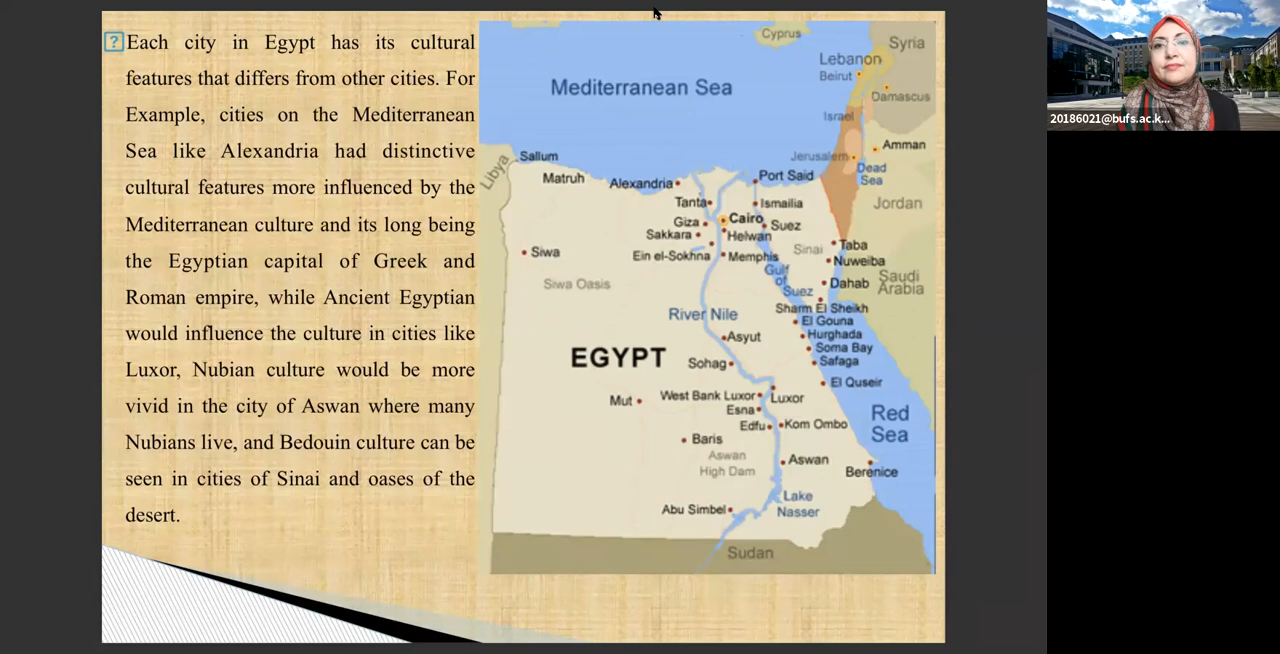 Each city in Egypt has its cultural
features that differs from other cities. For
Example, cities on the Mediterranean
Sea like Alexandria had distinctive
cultural features more influenced by the
Mediterranean culture and its long being
the Egyptian capital of Greek and
Roman empire, while Ancient Egyptian
would influence the culture in cities like
Luxor, Nubian culture would be more
vivid in the city of Aswan where many
Nubians live, and Bedouin culture can be
seen in cities of Sinai and oases of the
desert.
Cyprus
Syria
Lebanon
Beirut
Mediterranean Sea
Damascus
Israel
Amman
Jerusalem
Dead
Sea
Libya
Sallum
Matruh
Alexandria
Port Said
Jordan
Tanta
Ismailia
Giza
Cairo
Suez
Sakkara
Helwan
Sinai
Taba
Siwa
Ein el-Sokhna
Memphis
Nuweiba
Gulf
of
Suez
Siwa Oasis
Dahab
Saudi
Arabia
Sharm El Sheikh
River Nile
El Gouna
Asyut
Hurghada
Soma Bay
EGYPT
Sohag
Safaga
El Quseir
Mut
West Bank Luxor
Luxor
Esna
Red
Sea
Edfu
Kom Ombo
Baris
Aswan
High Dam
Aswan
Berenice
Lake
Nasser
Abu Simbel
Sudan
20186021@bufs.ac.k...